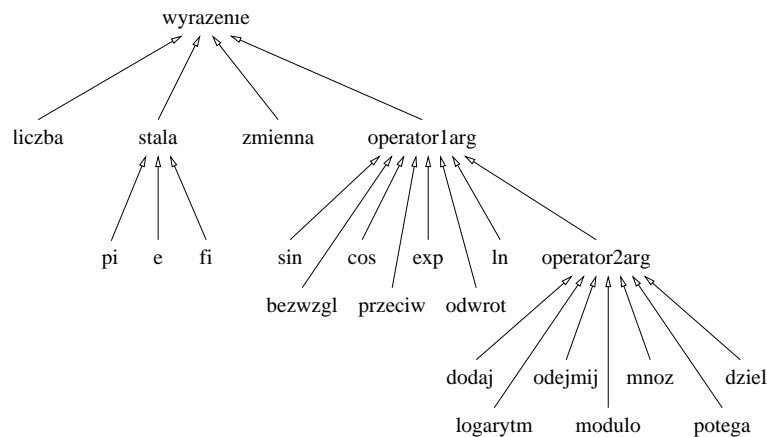 wyrazenie
liczba stala zmienna operator1arg
pi e fi sin cos exp ln operator2arg
bezwzgl przeciw odwrot
dodaj odejmij mnoz dziel
logarytm modulo potega